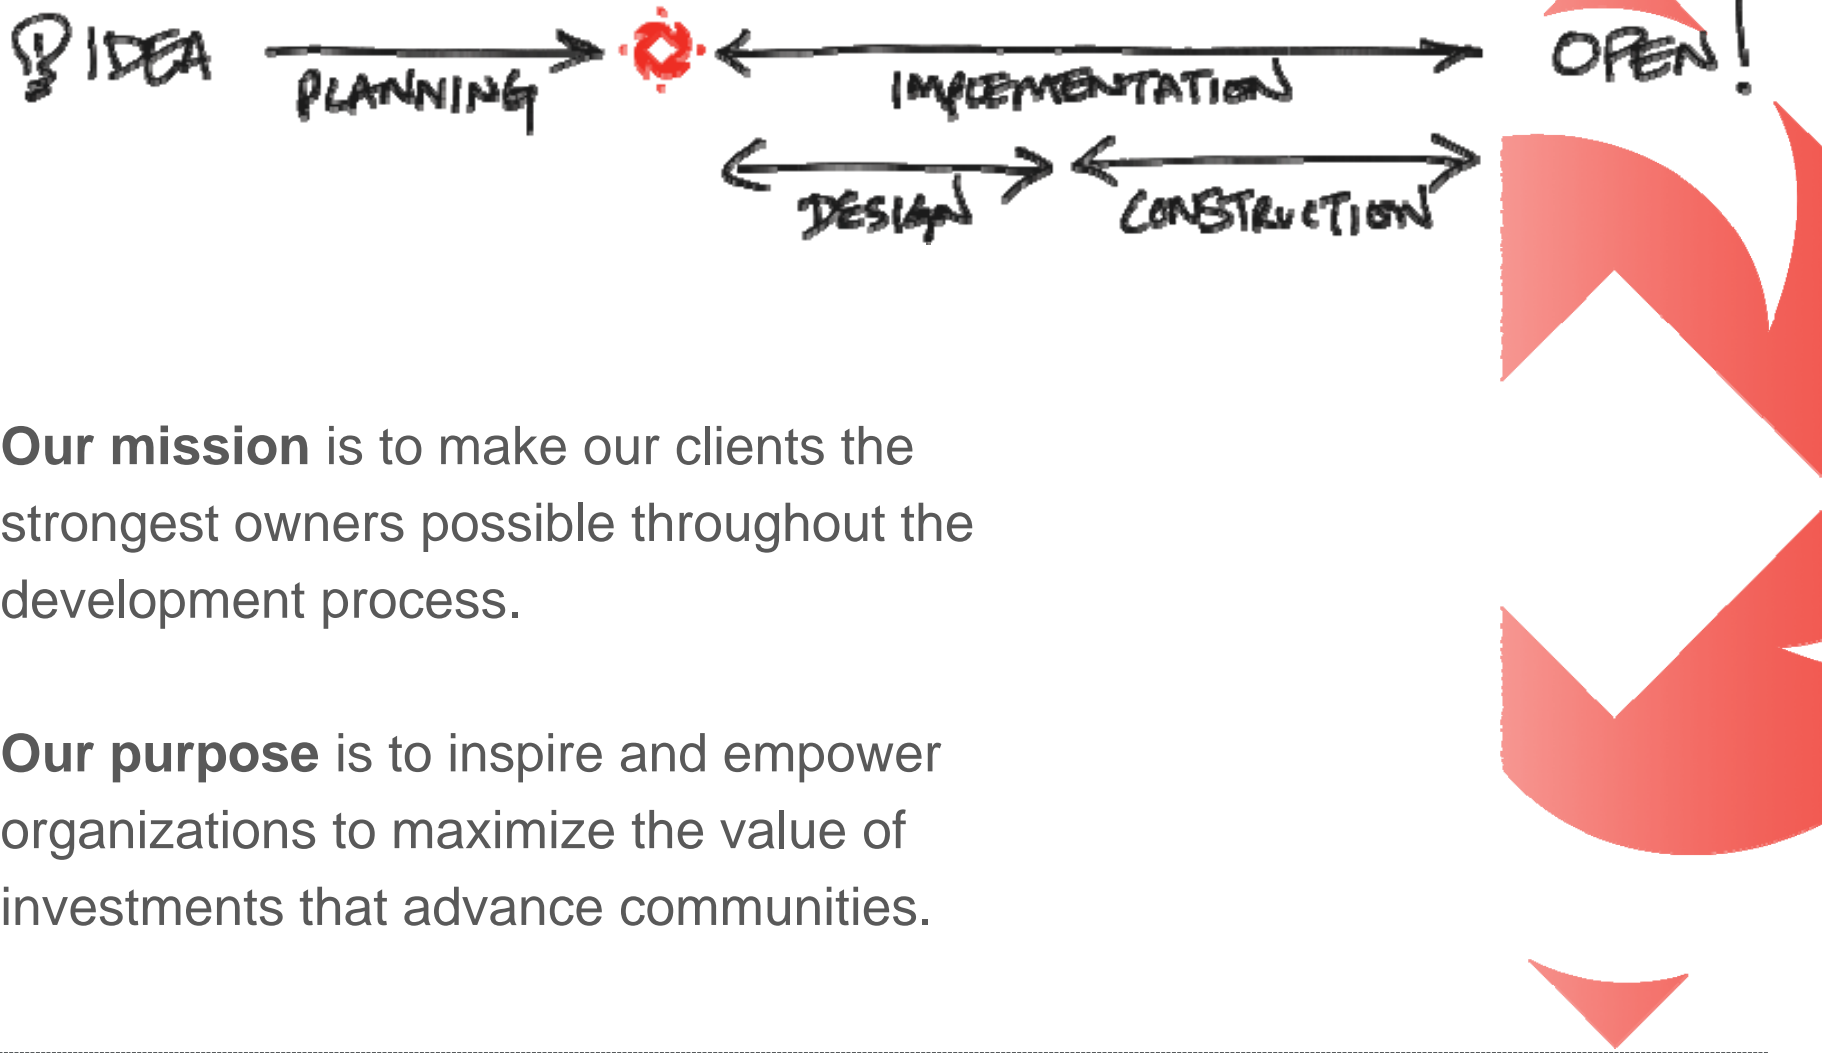 IDEA
PLANNING
IMPLEMENTATION
OPEN!
DESIGN
CONSTRUCTION
Our mission is to make our clients the
strongest owners possible throughout the
development process.
Our purpose is to inspire and empower
organizations to maximize the value of
investments that advance communities.